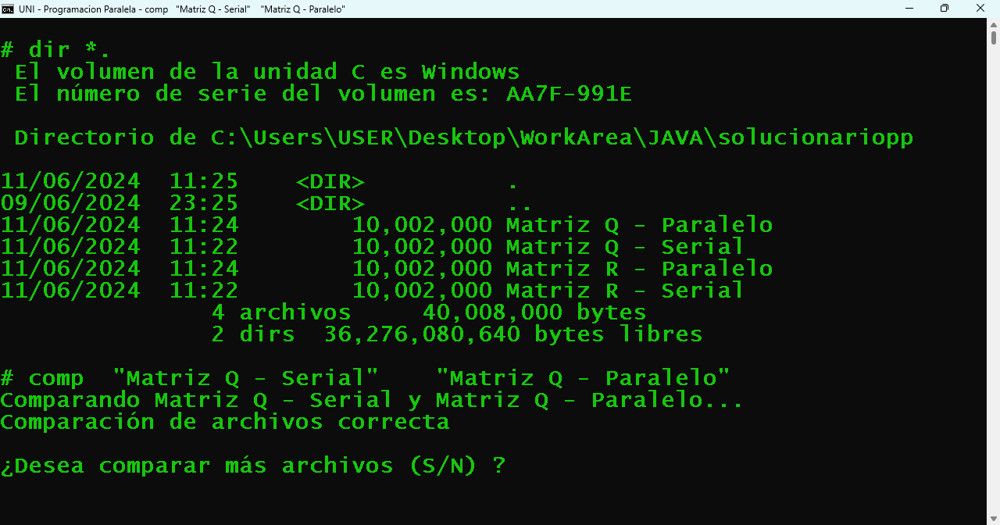 UNI - Programacion Paralela - comp  "Matriz Q - Serial"   "Matriz Q - Paralelo"
# dir *.
 El volumen de la unidad C es Windows
 El número de serie del volumen es: AA7F-991E
 Directorio de C:\Users\USER\Desktop\WorkArea\JAVA\solucionariopp
11/06/2024  11:25    <DIR>          .
09/06/2024  23:25    <DIR>          ..
11/06/2024  11:24        10,002,000 Matriz Q - Paralelo
11/06/2024  11:22        10,002,000 Matriz Q - Serial
11/06/2024  11:24        10,002,000 Matriz R - Paralelo
11/06/2024  11:22        10,002,000 Matriz R - Serial
               4 archivos     40,008,000 bytes
               2 dirs  36,276,080,640 bytes libres
# comp  "Matriz Q - Serial"    "Matriz Q - Paralelo"
Comparando Matriz Q - Serial y Matriz Q - Paralelo...
Comparación de archivos correcta
¿Desea comparar más archivos (S/N) ?